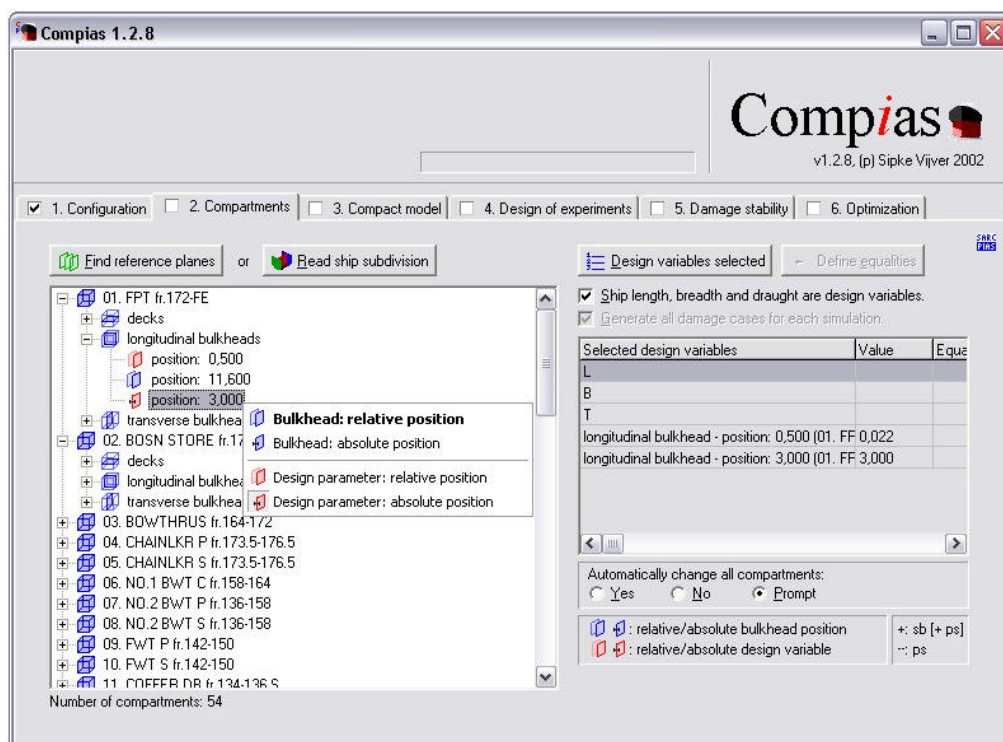 Compias 1.2.8
Compias
v1.2.8, (p) Sipke Vijver 2002
1. Configuration
2. Compartments
3. Compact model
4. Design of experiments
5. Damage stability
6. Optimization
SARC
PIAS
Find reference planes or Read ship subdivision
Design variables selected
← Define equalities
Ship length, breadth and draught are design variables.
Generate all damage cases for each simulation.
01. FPT fr.172-FE
decks
longitudinal bulkheads
position: 0,500
position: 11,600
position: 3,000
transverse bulkhea
02. BOSN STORE fr.17
decks
longitudinal bulkhea
transverse bulkhea
03. BOWTHRUS fr.164-172
04. CHAINLKR P fr.173.5-176.5
05. CHAINLKR S fr.173.5-176.5
06. NO.1 BWT C fr.158-164
07. NO.2 BWT P fr.136-158
08. NO.2 BWT S fr.136-158
09. FWT P fr.142-150
10. FWT S fr.142-150
11. COFFER DB fr.134-136 S
Number of compartments: 54
Bulkhead: relative position
Bulkhead: absolute position
Design parameter: relative position
Design parameter: absolute position
Selected design variables Value Equa
L
B
T
longitudinal bulkhead - position: 0,500 (01. FF 0,022
longitudinal bulkhead - position: 3,000 (01. FF 3,000
Automatically change all compartments:
Yes No Prompt
: relative/absolute bulkhead position
: relative/absolute design variable
+: sb [+ ps]
--: ps